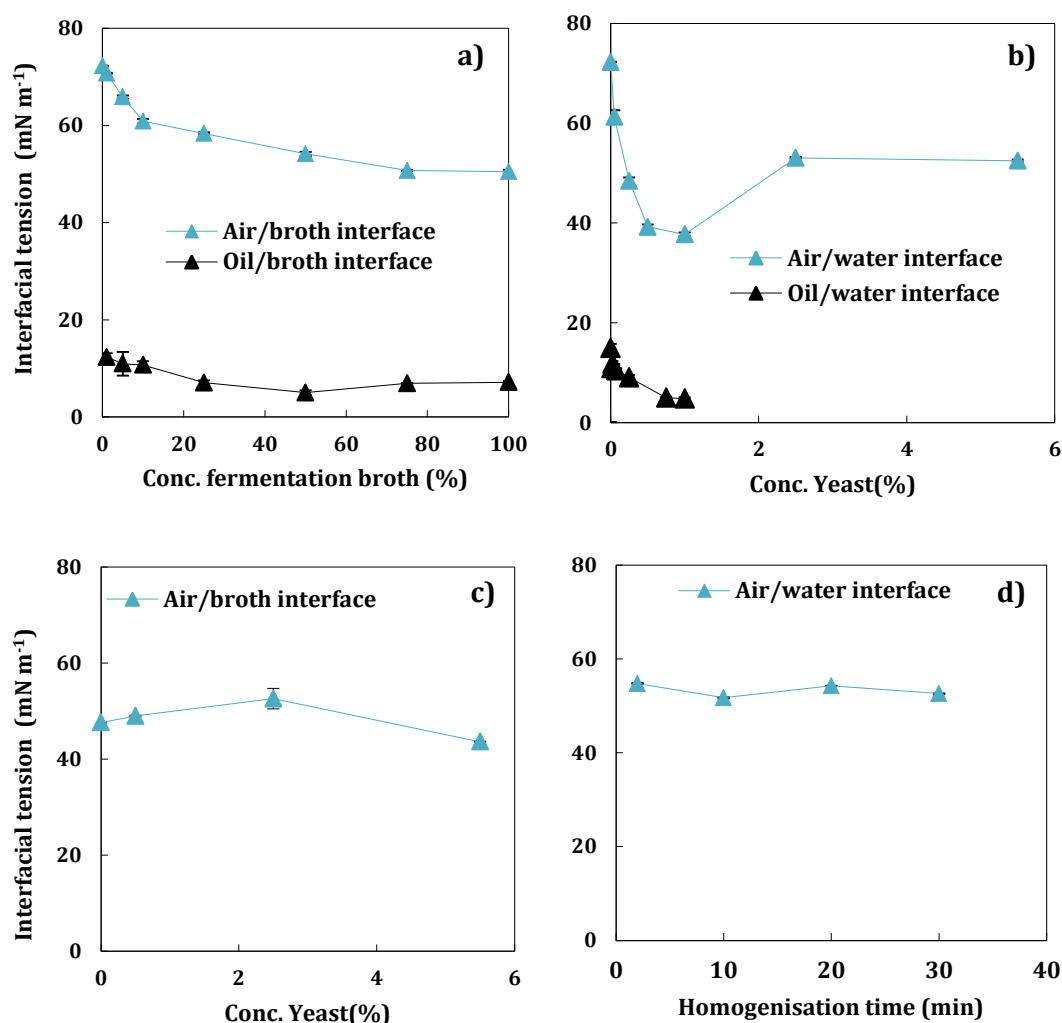 a)
80
60
40
20
0
Interfacial tension (mN m-1)
Air/broth interface
Oil/broth interface
0 20 40 60 80 100
Conc. fermentation broth (%)
b)
80
60
40
20
0
Air/water interface
Oil/water interface
0 2 4 6
Conc. Yeast(%)
c)
80
60
40
20
0
Interfacial tension (mN m-1)
Air/broth interface
0 2 4 6
Conc. Yeast(%)
d)
80
60
40
20
0
Air/water interface
0 10 20 30 40
Homogenisation time (min)